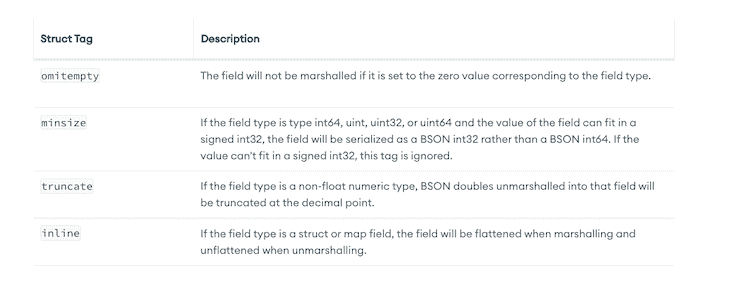 Struct Tag Description
omitempty The field will not be marshalled if it is set to the zero value corresponding to the field type.
minsize If the field type is type int64, uint, uint32, or uint64 and the value of the field can fit in a
signed int32, the field will be serialized as a BSON int32 rather than a BSON int64. If the
value can't fit in a signed int32, this tag is ignored.
truncate If the field type is a non-float numeric type, BSON doubles unmarshalled into that field will
be truncated at the decimal point.
inline If the field type is a struct or map field, the field will be flattened when marshalling and
unflattened when unmarshalling.